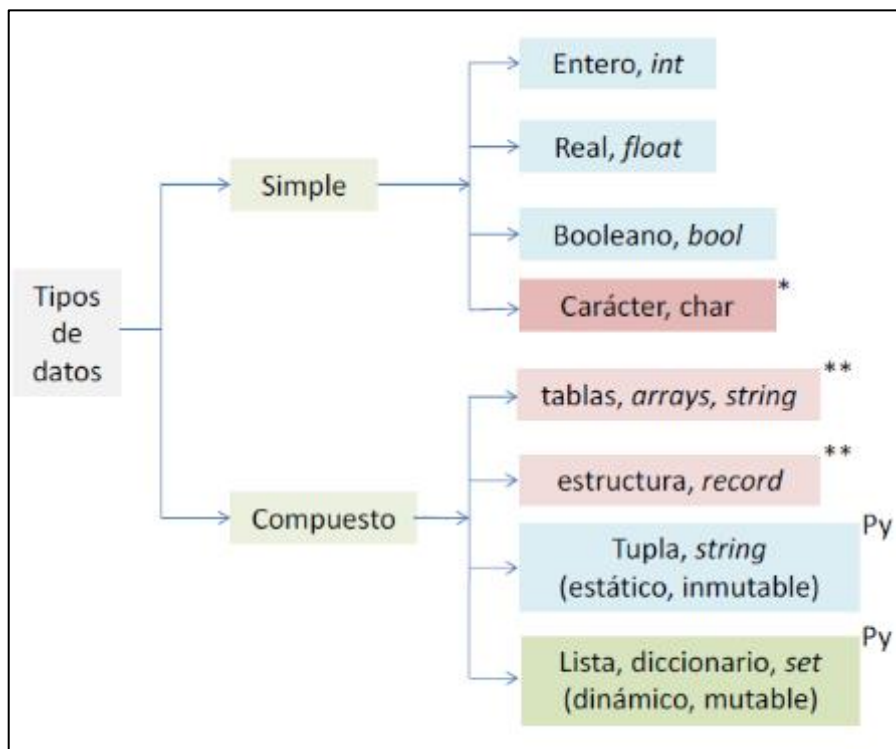 Tipos
de
datos
Simple
Entero, int
Real, float
Booleano, bool
Carácter, char *
Compuesto
tablas, arrays, string **
estructura, record **
Tupla, string
(estático, inmutable) Py
Lista, diccionario, set
(dinámico, mutable) Py